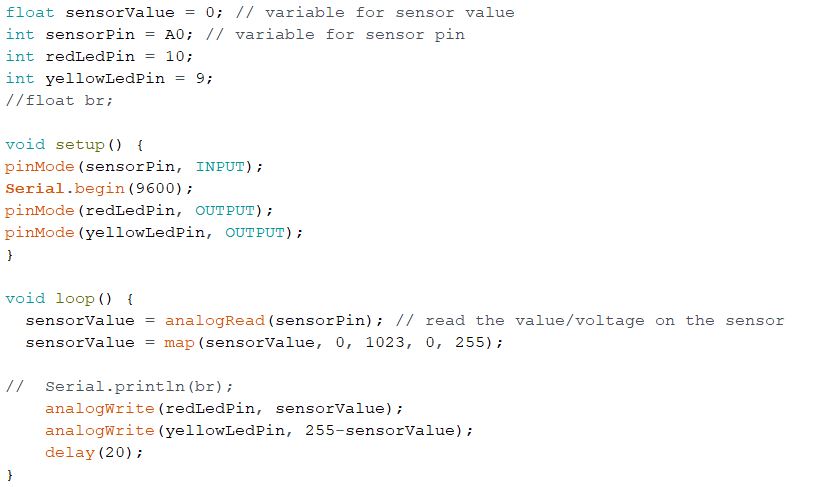 float sensorValue = 0; // variable for sensor value
int sensorPin = A0; // variable for sensor pin
int redLedPin = 10;
int yellowLedPin = 9;
//float br;

void setup() {
pinMode(sensorPin, INPUT);
Serial.begin(9600);
pinMode(redLedPin, OUTPUT);
pinMode(yellowLedPin, OUTPUT);
}

void loop() {
  sensorValue = analogRead(sensorPin); // read the value/voltage on the sensor
  sensorValue = map(sensorValue, 0, 1023, 0, 255);

//  Serial.println(br);
    analogWrite(redLedPin, sensorValue);
    analogWrite(yellowLedPin, 255-sensorValue);
    delay(20);
}